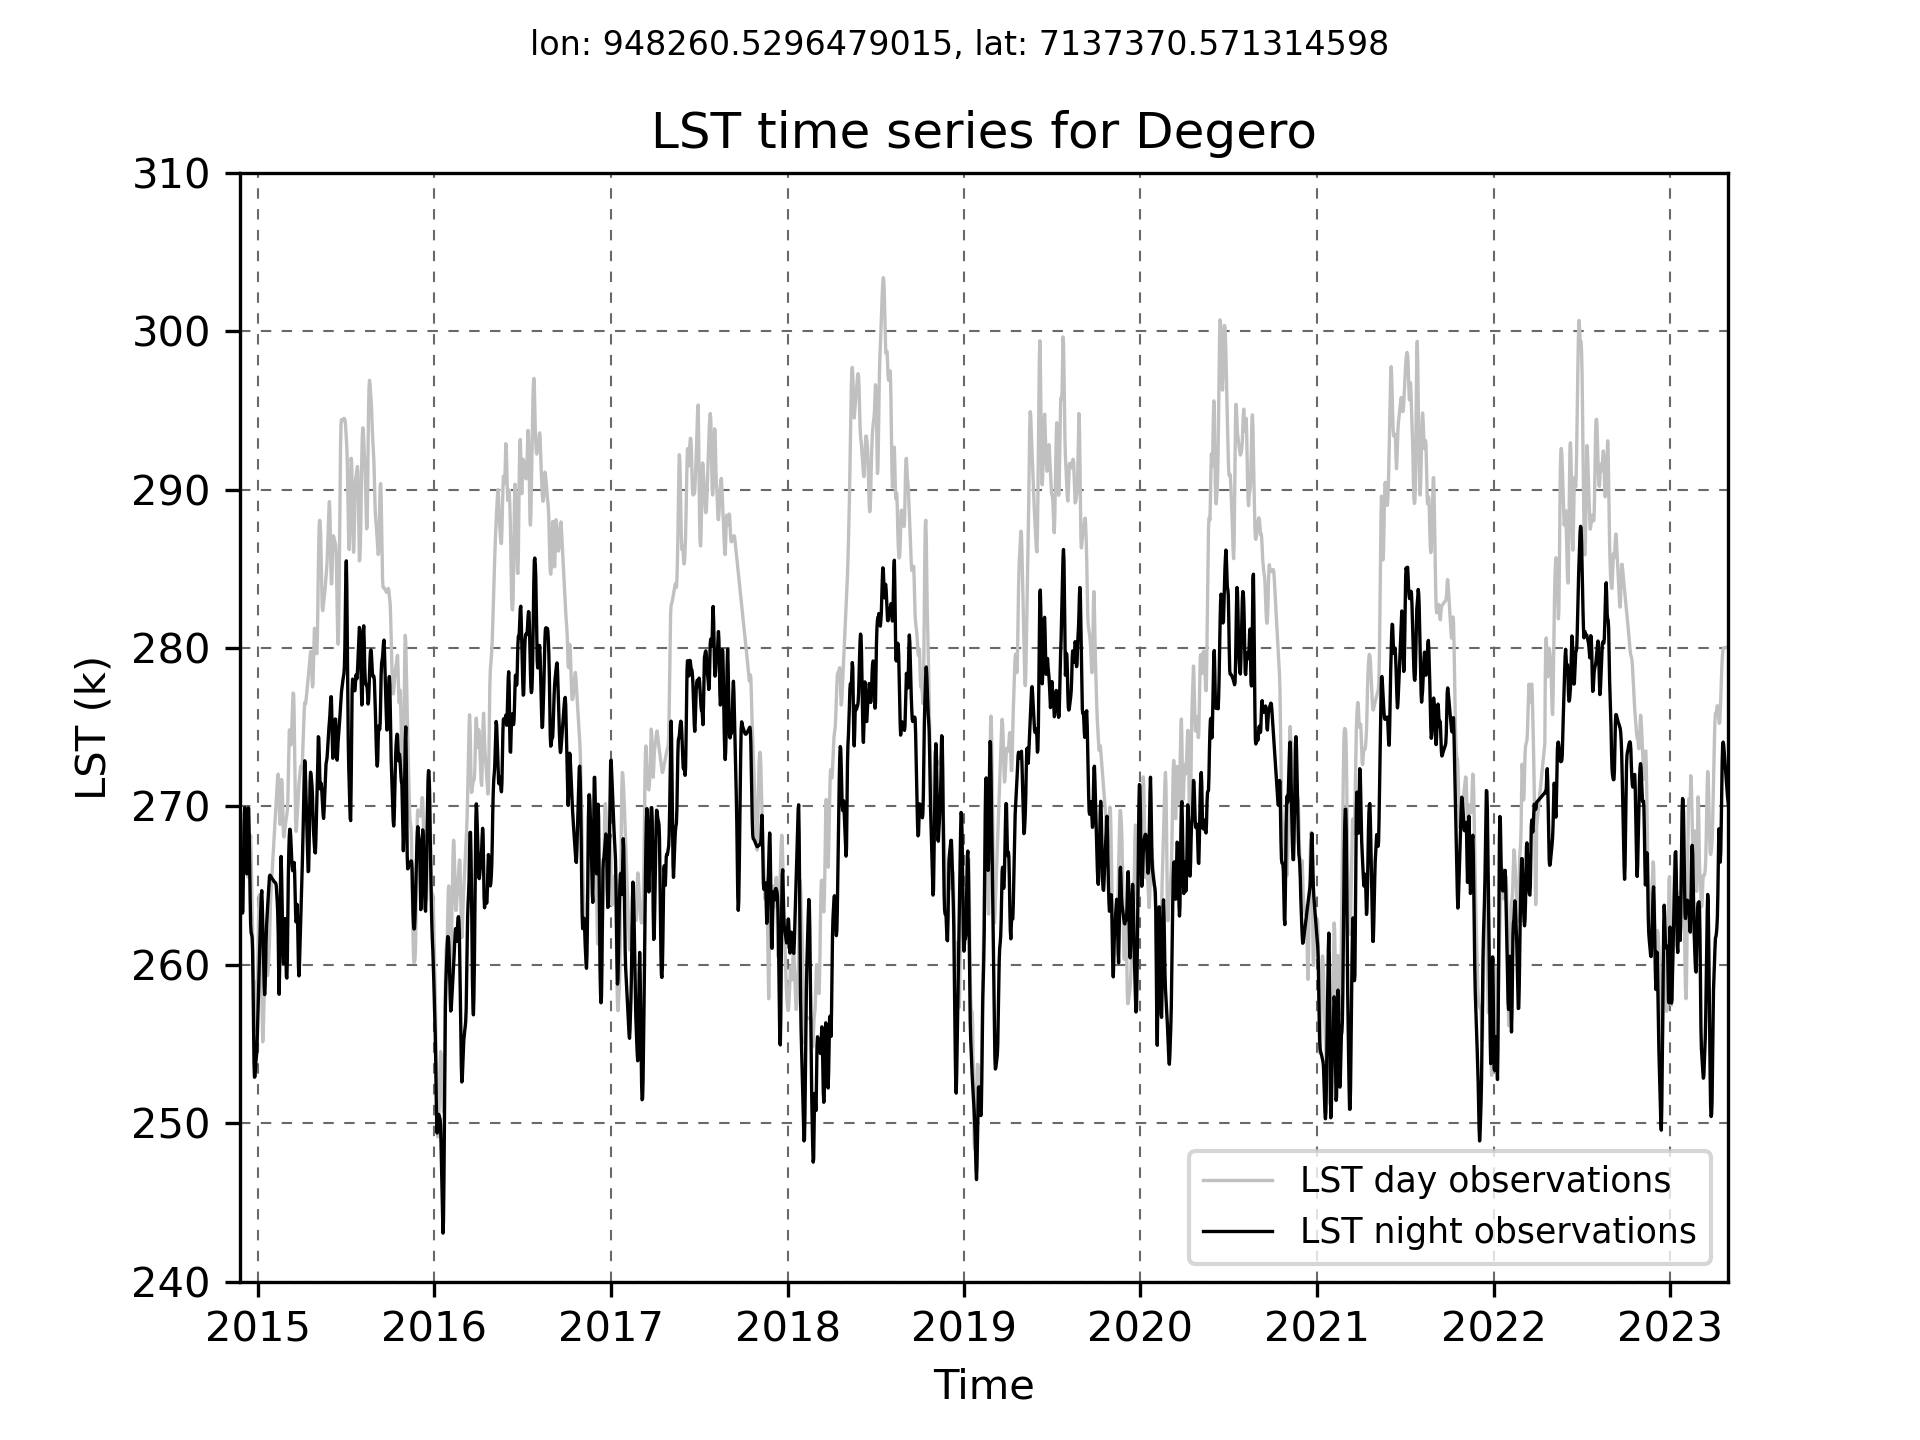 lon: 948260.5296479015, lat: 7137370.571314598
LST time series for Degero
310
300
290
280
270
260
250
240
LST (k)
2015 2016 2017 2018 2019 2020 2021 2022 2023
Time
LST day observations
LST night observations